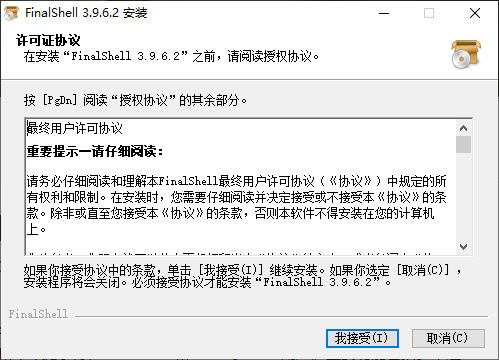 FinalShell 3.9.6.2 安装
许可证协议
在安装“FinalShell 3.9.6.2”之前，请阅读授权协议。
按 [PgDn] 阅读“授权协议”的其余部分。
最终用户许可协议
重要提示－请仔细阅读：
请务必仔细阅读和理解本FinalShell最终用户许可协议（《协议》）中规定的所
有权利和限制。在安装时，您需要仔细阅读并决定接受或不接受本《协议》的条
款。除非或直至您接受本《协议》的条款，否则本软件不得安装在您的计算机
上。
如果你接受协议中的条款，单击 [我接受(I)] 继续安装。如果你选定 [取消(C)] ，
安装程序将会关闭。必须接受协议才能安装“FinalShell 3.9.6.2”。
FinalShell
我接受(I)
取消(C)